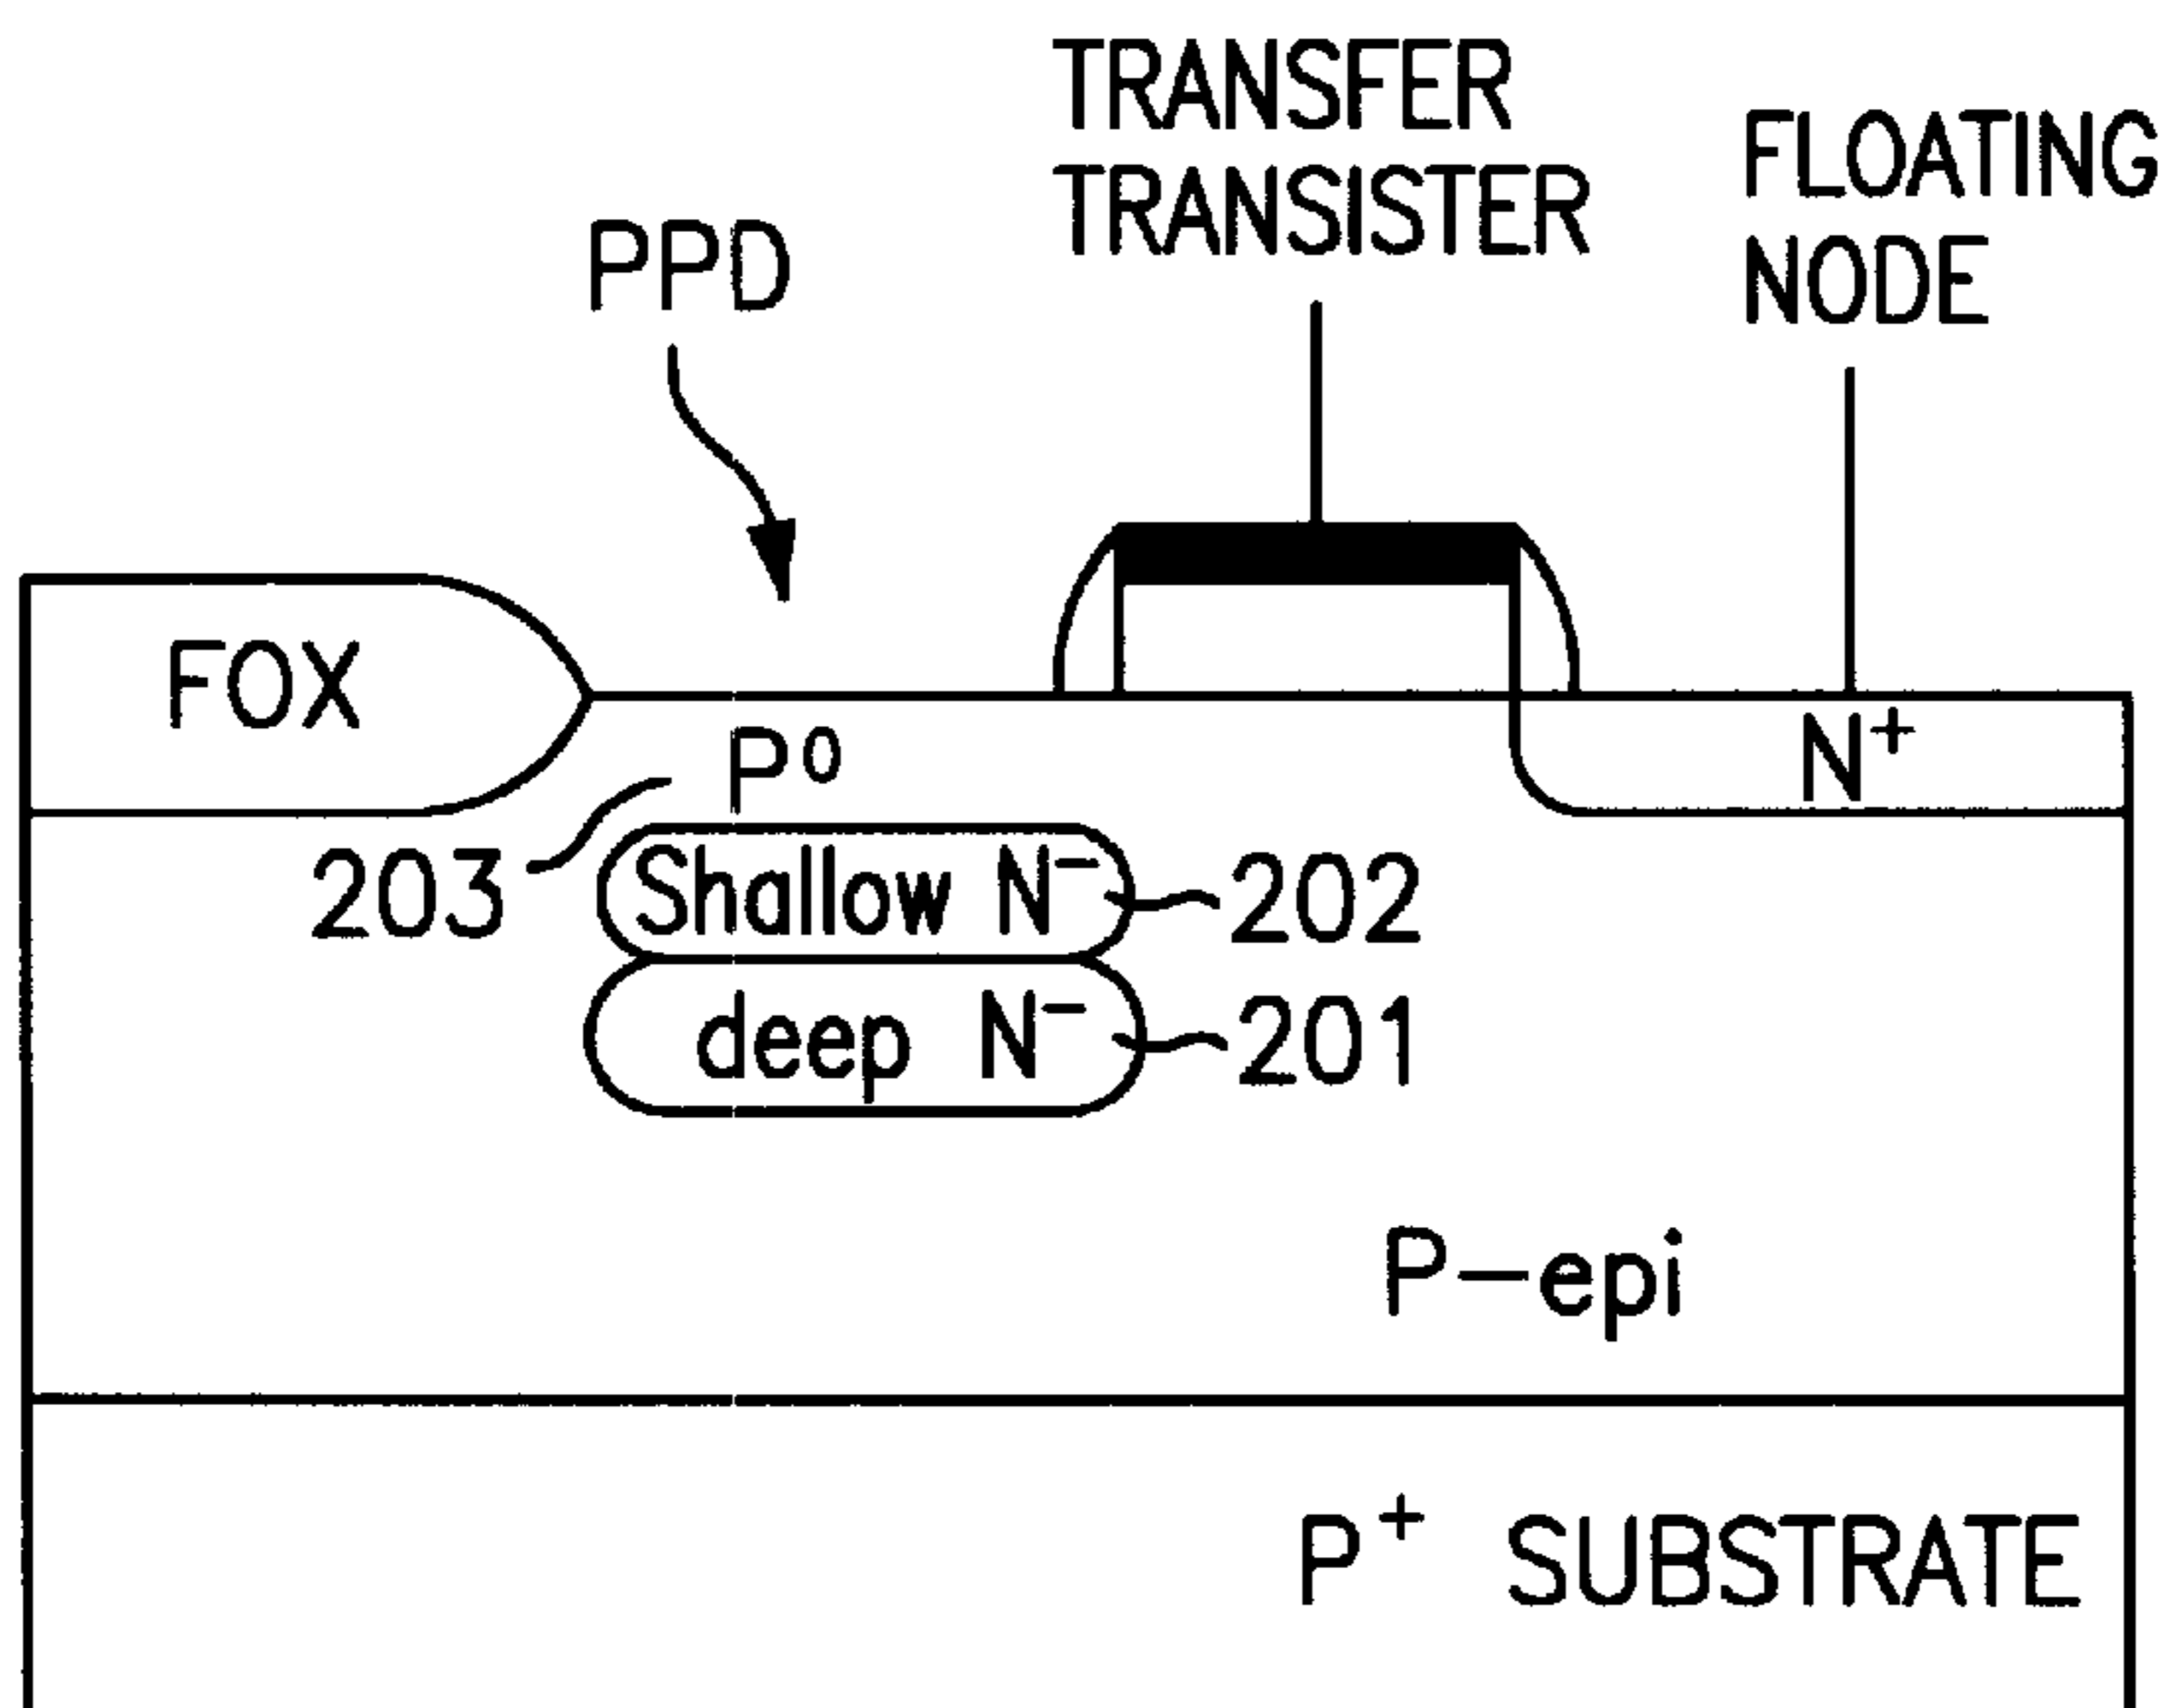 TRANSFER
TRANSISTER
FLOATING
NODE
PPD
FOX
P⁰
N⁺
203
Shallow N⁻
202
deep N⁻
201
P-epi
P⁺ SUBSTRATE